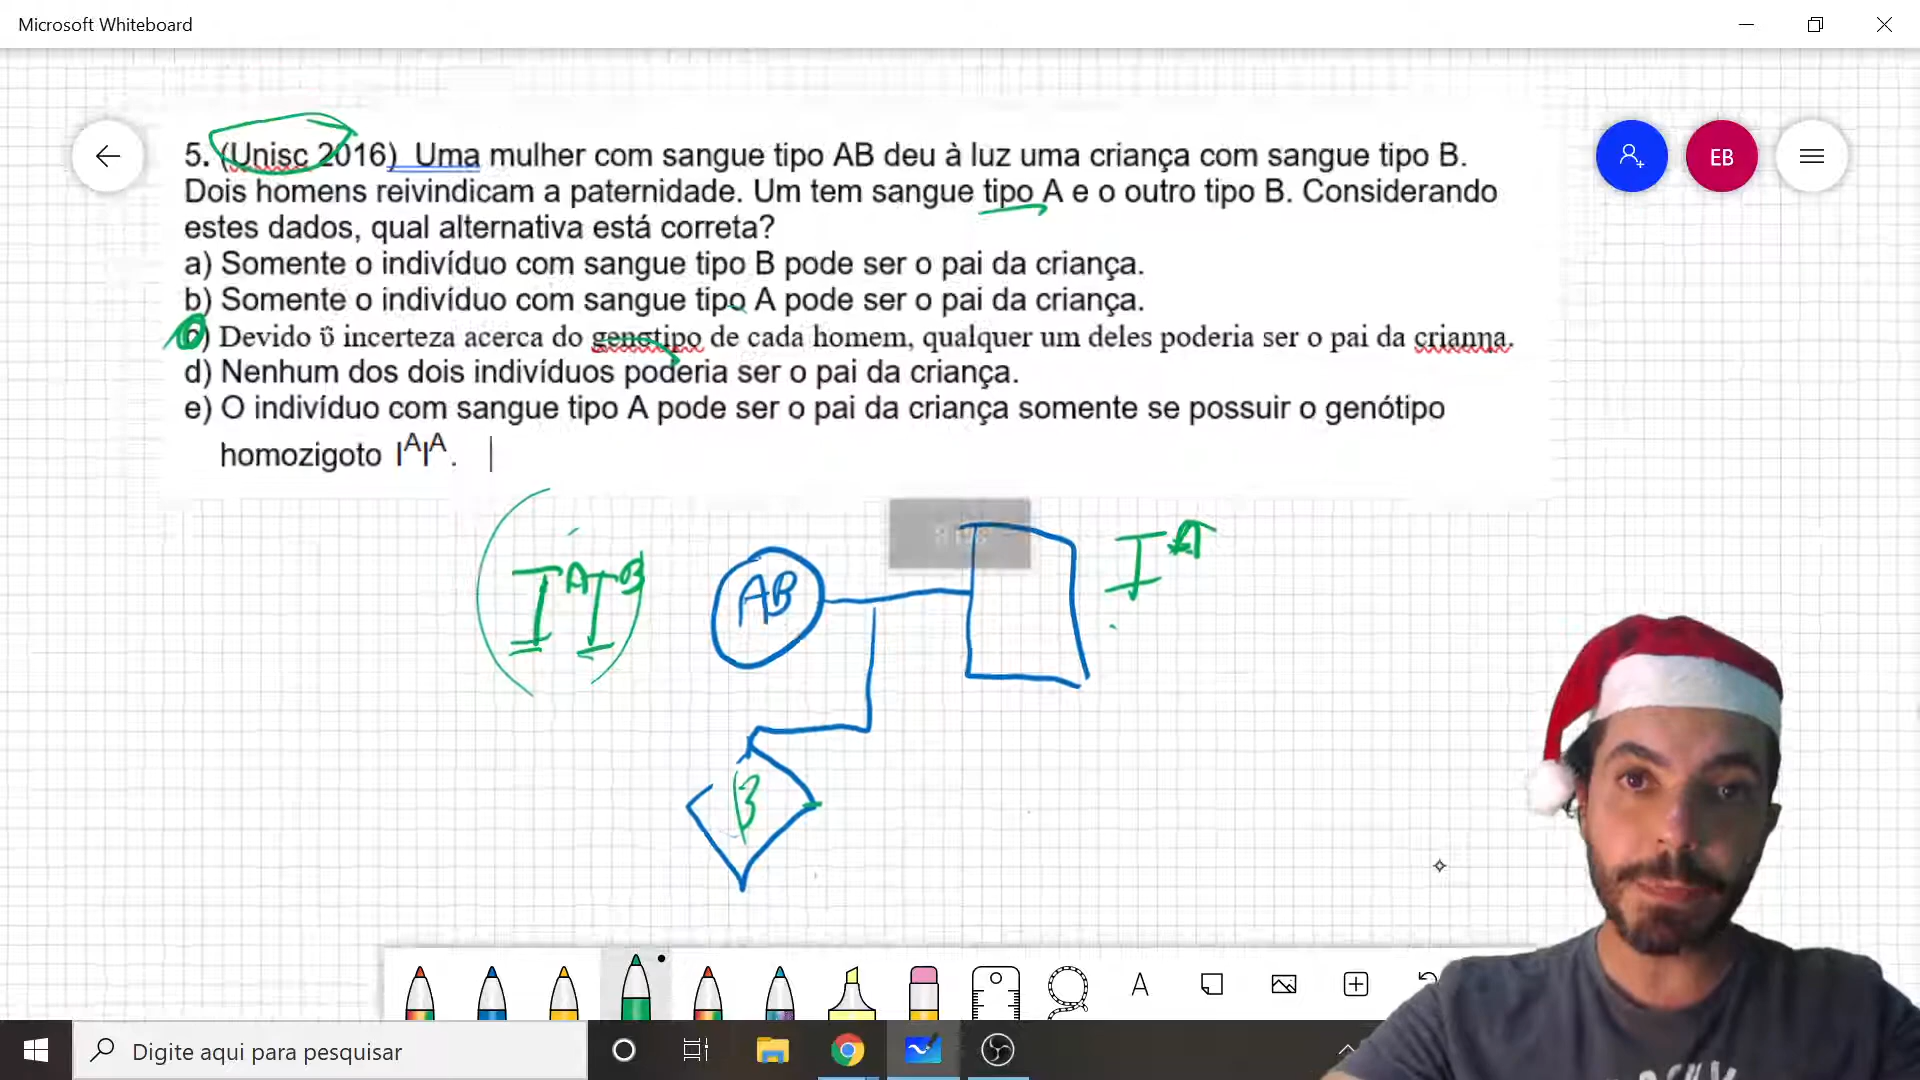 Microsoft Whiteboard
5. (Unisc 2016) Uma mulher com sangue tipo AB deu à luz uma criança com sangue tipo B.
Dois homens reivindicam a paternidade. Um tem sangue tipo A e o outro tipo B. Considerando
estes dados, qual alternativa está correta?
EB
a) Somente o indivíduo com sangue tipo B pode ser o pai da criança.
b) Somente o indivíduo com sangue tipo A pode ser o pai da criança.
c) Devido ΰ incerteza acerca do genσtipo de cada homem, qualquer um deles poderia ser o pai da crianηa.
d) Nenhum dos dois indivíduos poderia ser o pai da criança.
e) O indivíduo com sangue tipo A pode ser o pai da criança somente se possuir o genótipo
homozigoto IᴬIᴬ.
IᴬIᴮ
AB
Iᴬ
B
A
Digite aqui para pesquisar